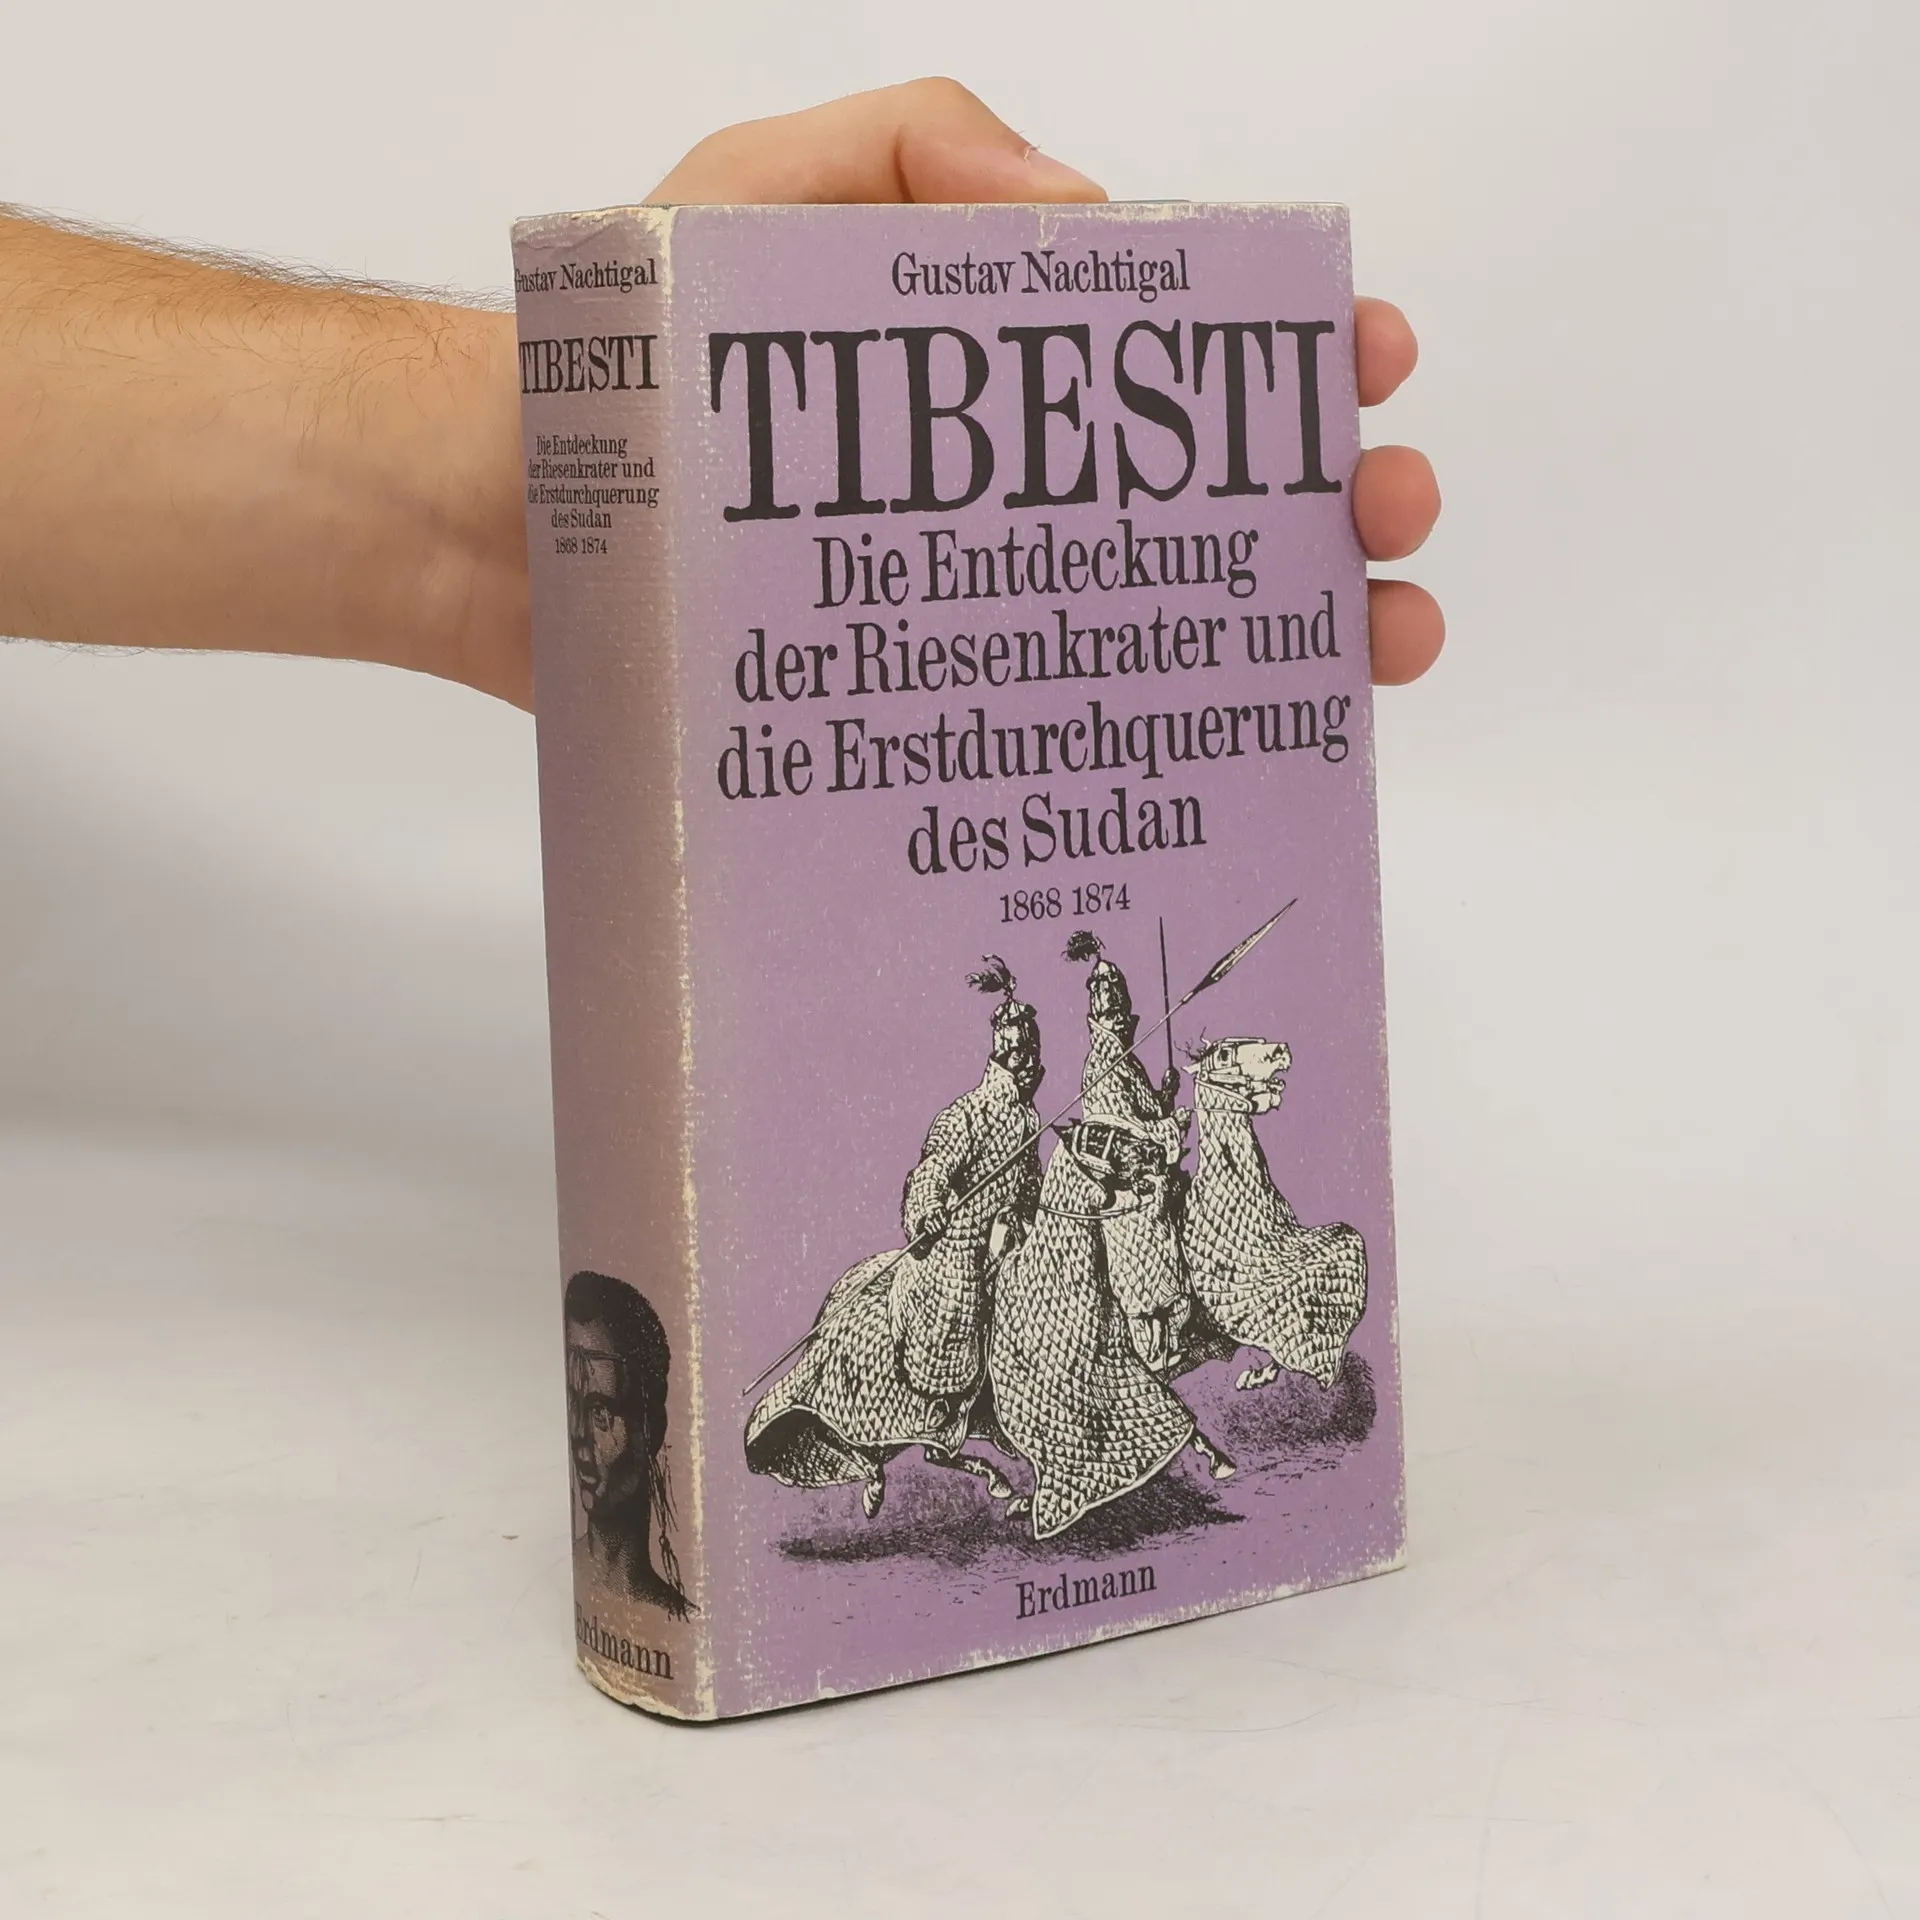 Gustav Nachtigal
TIBESTI
Die Entdeckung
der Riesenkrater und
die Erstdurchquerung
des Sudan
1868 1874
Erdmann
Gustav Nachtigal
TIBESTI
Die Entdeckung
der Riesenkrater und
die Erstdurchquerung
des Sudan
1868 1874
Erdmann